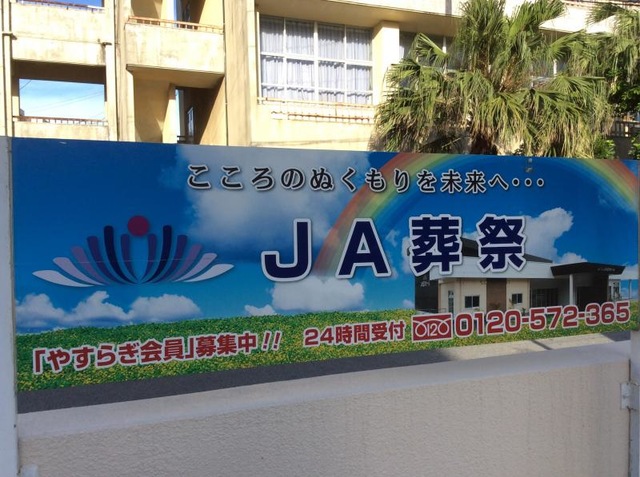 こころのぬくもりを未来へ・・・
JA葬祭
「やすらぎ会員」募集中!! 24時間受付 0120-572-365